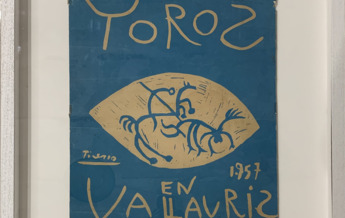 TOROS
Picasso
1957
EN
VALLAURIS